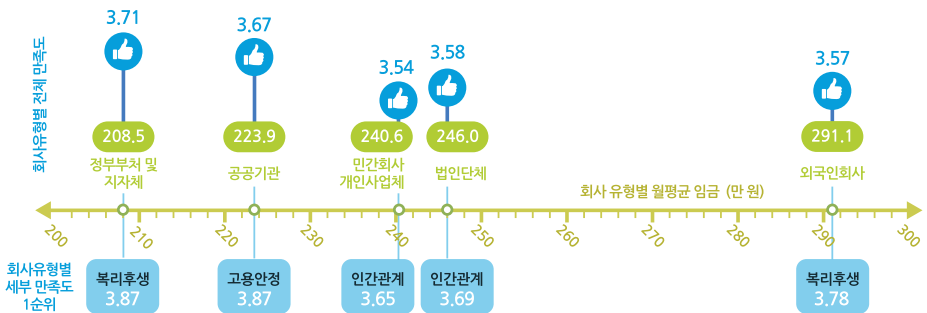 회사유형별 전체 만족도
3.71
3.67
3.54
3.58
3.57
208.5
223.9
240.6
246.0
291.1
정부부처 및
지자체
공공기관
민간회사
개인사업체
법인단체
외국인회사
회사 유형별 월평균 임금 (만 원)
200
210
220
230
240
250
260
270
280
290
300
회사유형별
세부 만족도
1순위
복리후생
3.87
고용안정
3.87
인간관계
3.65
인간관계
3.69
복리후생
3.78